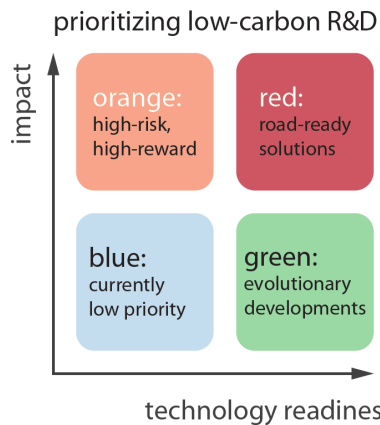 prioritizing low-carbon R&D
impact
orange:
high-risk,
high-reward
red:
road-ready
solutions
blue:
currently
low priority
green:
evolutionary
developments
technology readines